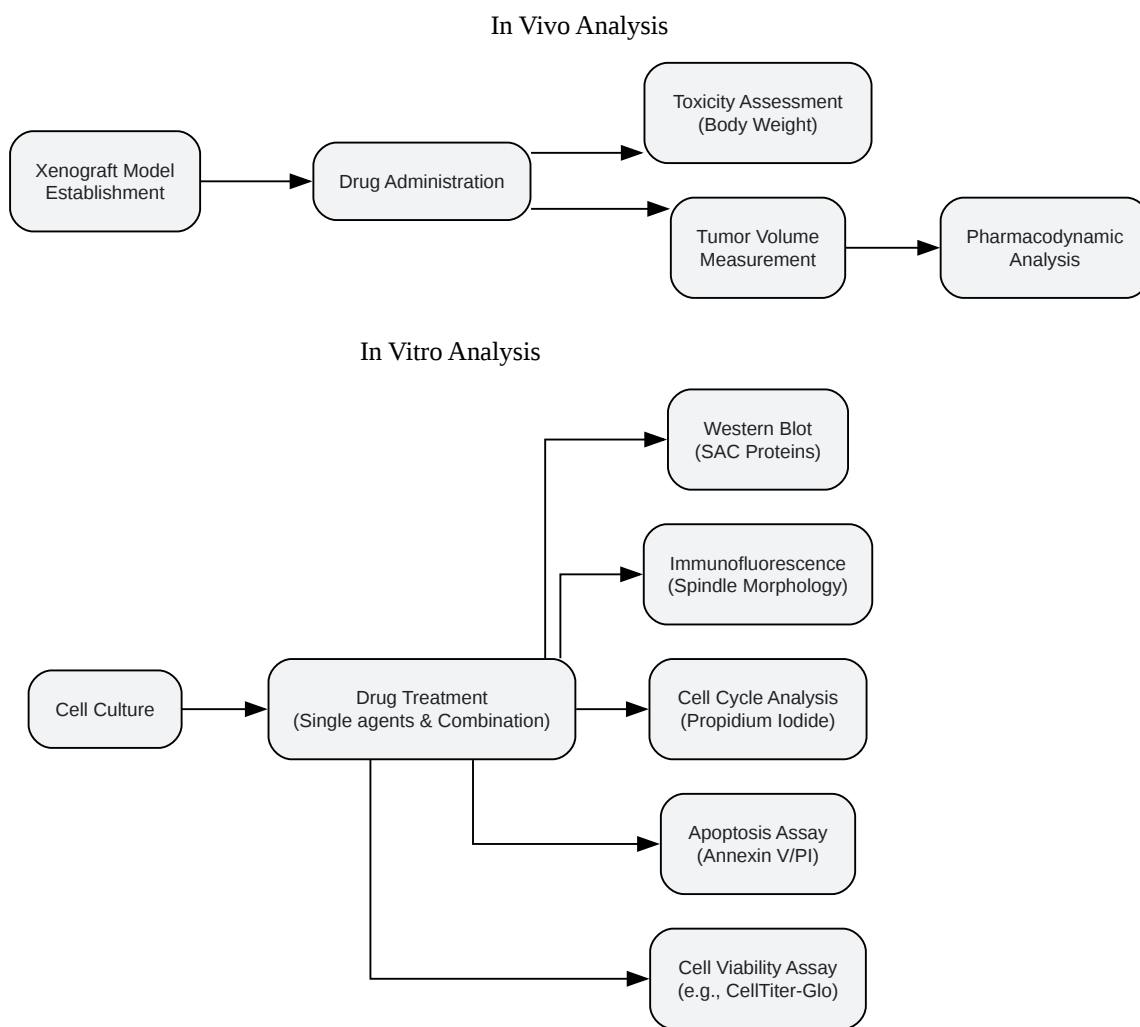 In Vivo Analysis
Toxicity Assessment
(Body Weight)
Xenograft Model
Establishment
Drug Administration
Tumor Volume
Measurement
Pharmacodynamic
Analysis
In Vitro Analysis
Western Blot
(SAC Proteins)
Immunofluorescence
(Spindle Morphology)
Cell Culture
Drug Treatment
(Single agents & Combination)
Cell Cycle Analysis
(Propidium Iodide)
Apoptosis Assay
(Annexin V/PI)
Cell Viability Assay
(e.g., CellTiter-Glo)